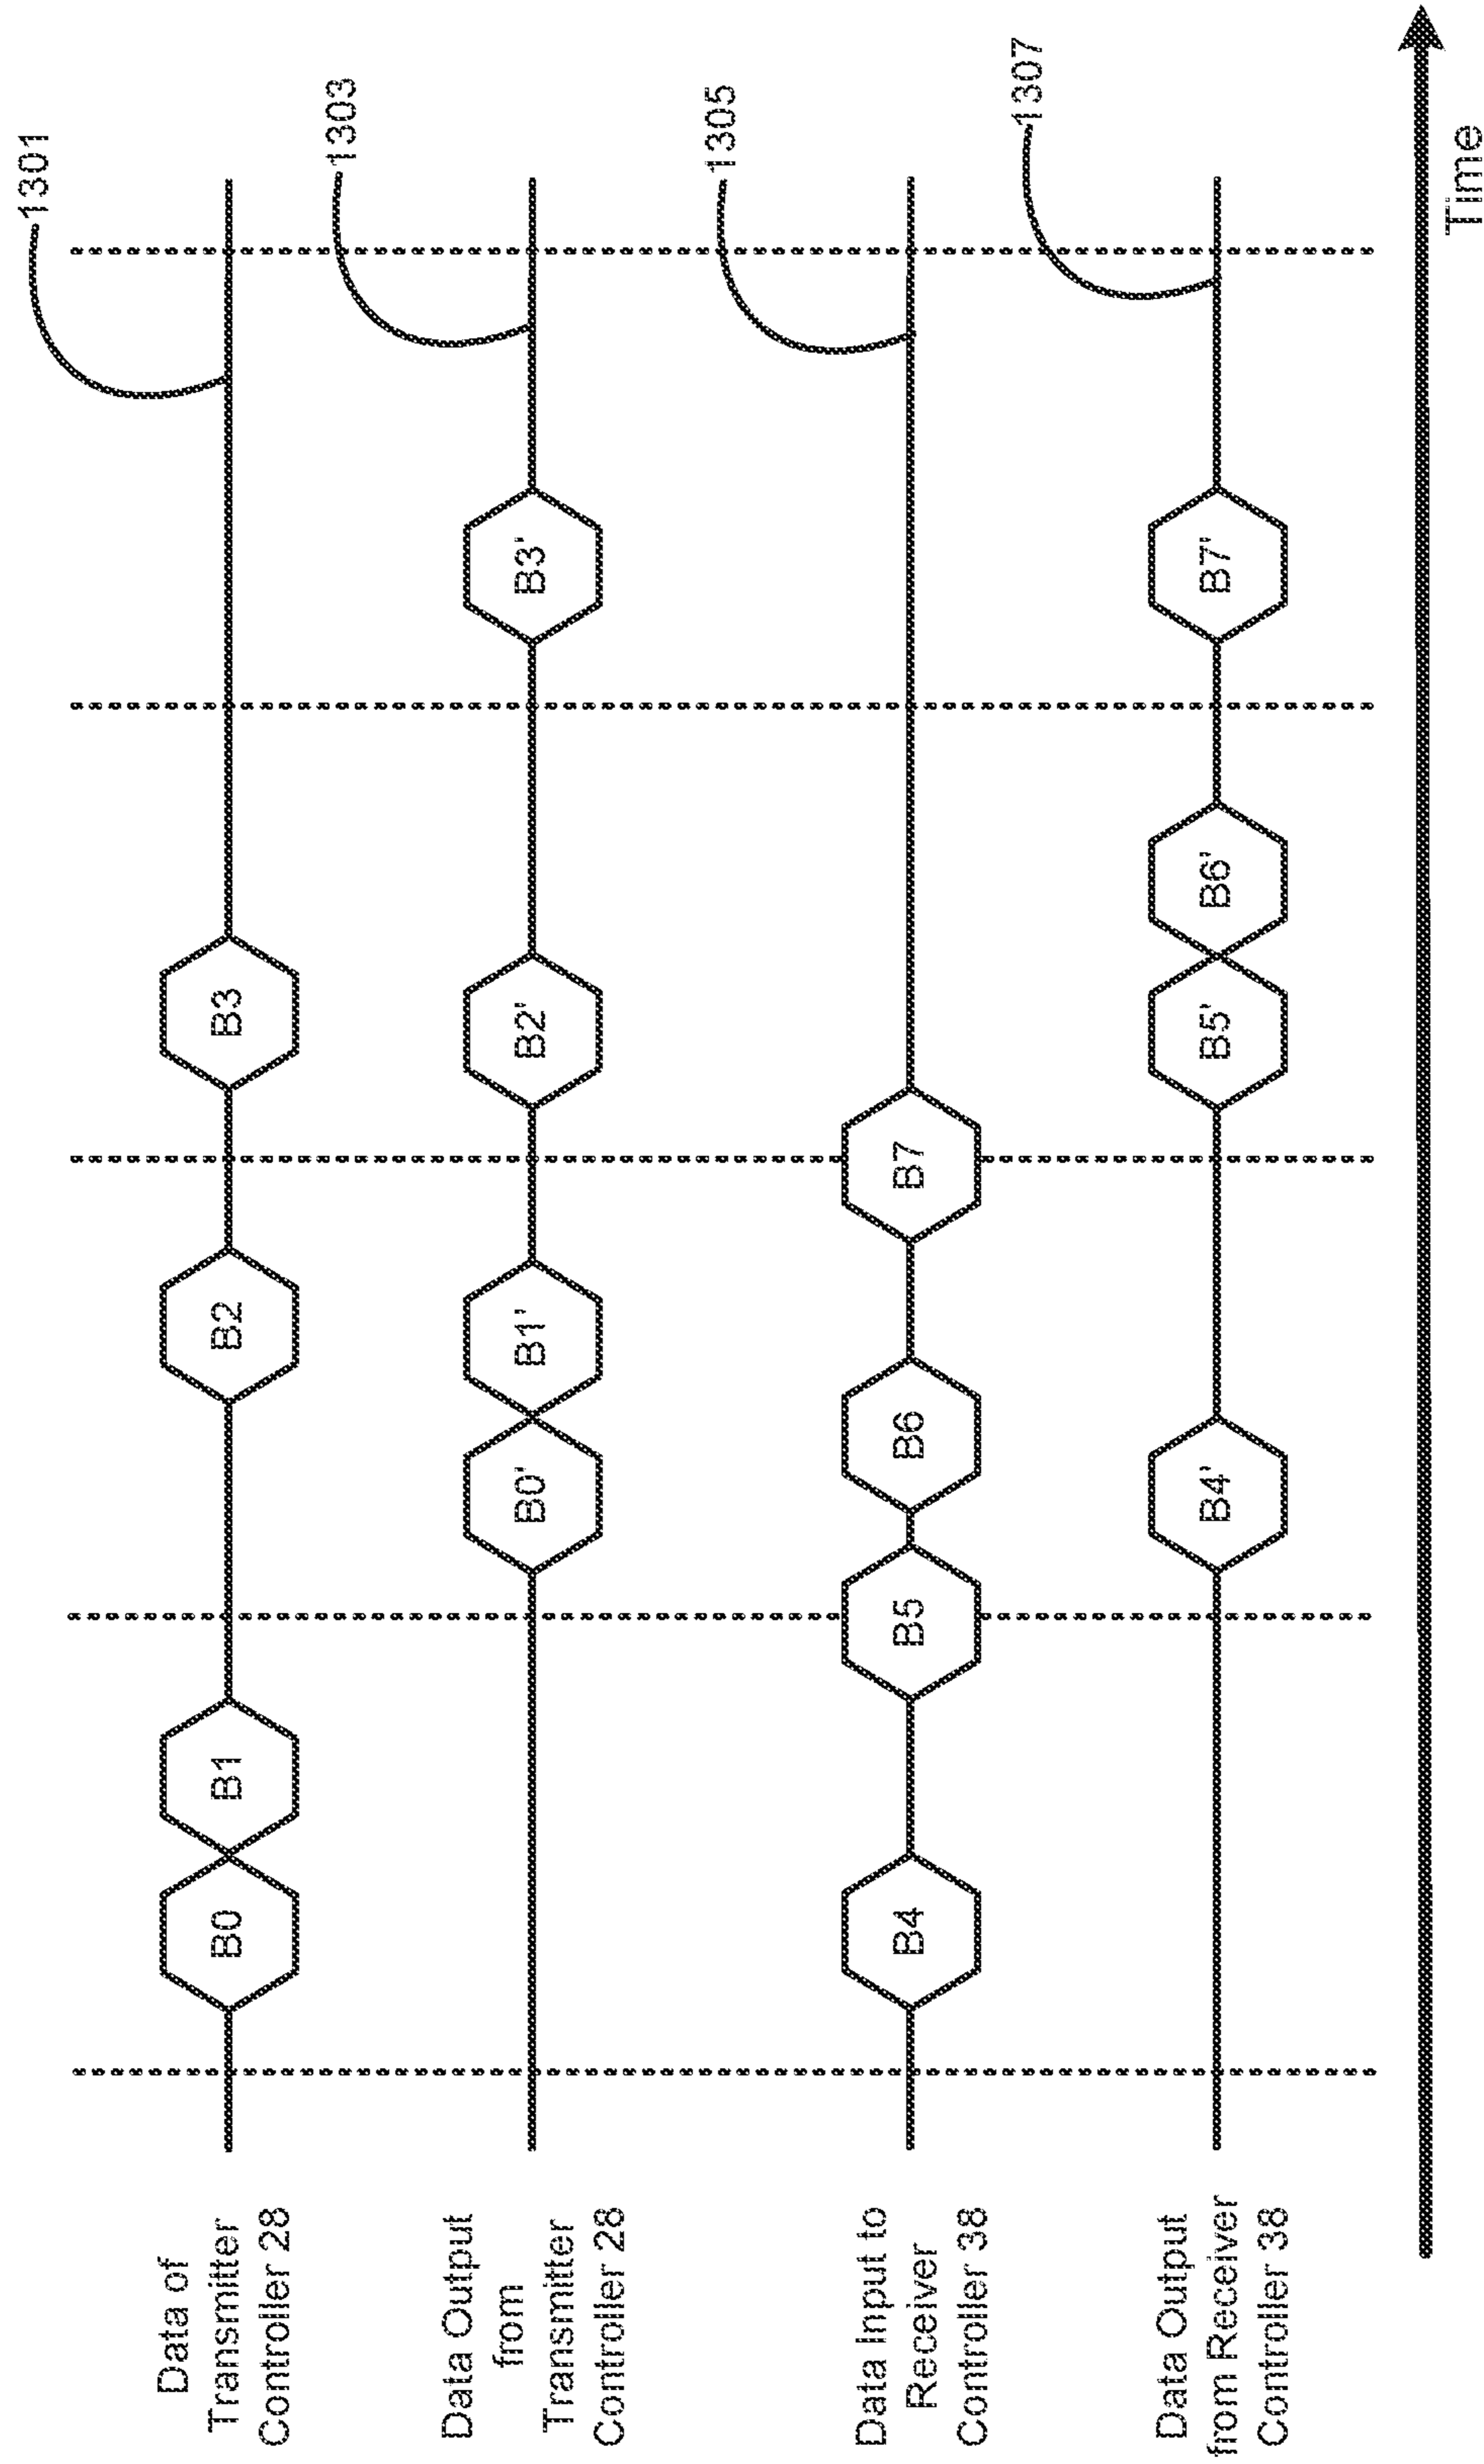 Data of
Transmitter
Controller 28
B0
B1
B2
B3
1301
Data Output
from
Transmitter
Controller 28
B0'
B1'
B2'
B3'
1303
Data Input to
Receiver
Controller 38
B4
B5
B6
B7
1305
Data Output
from Receiver
Controller 38
B4'
B5'
B6'
B7'
1307
Time